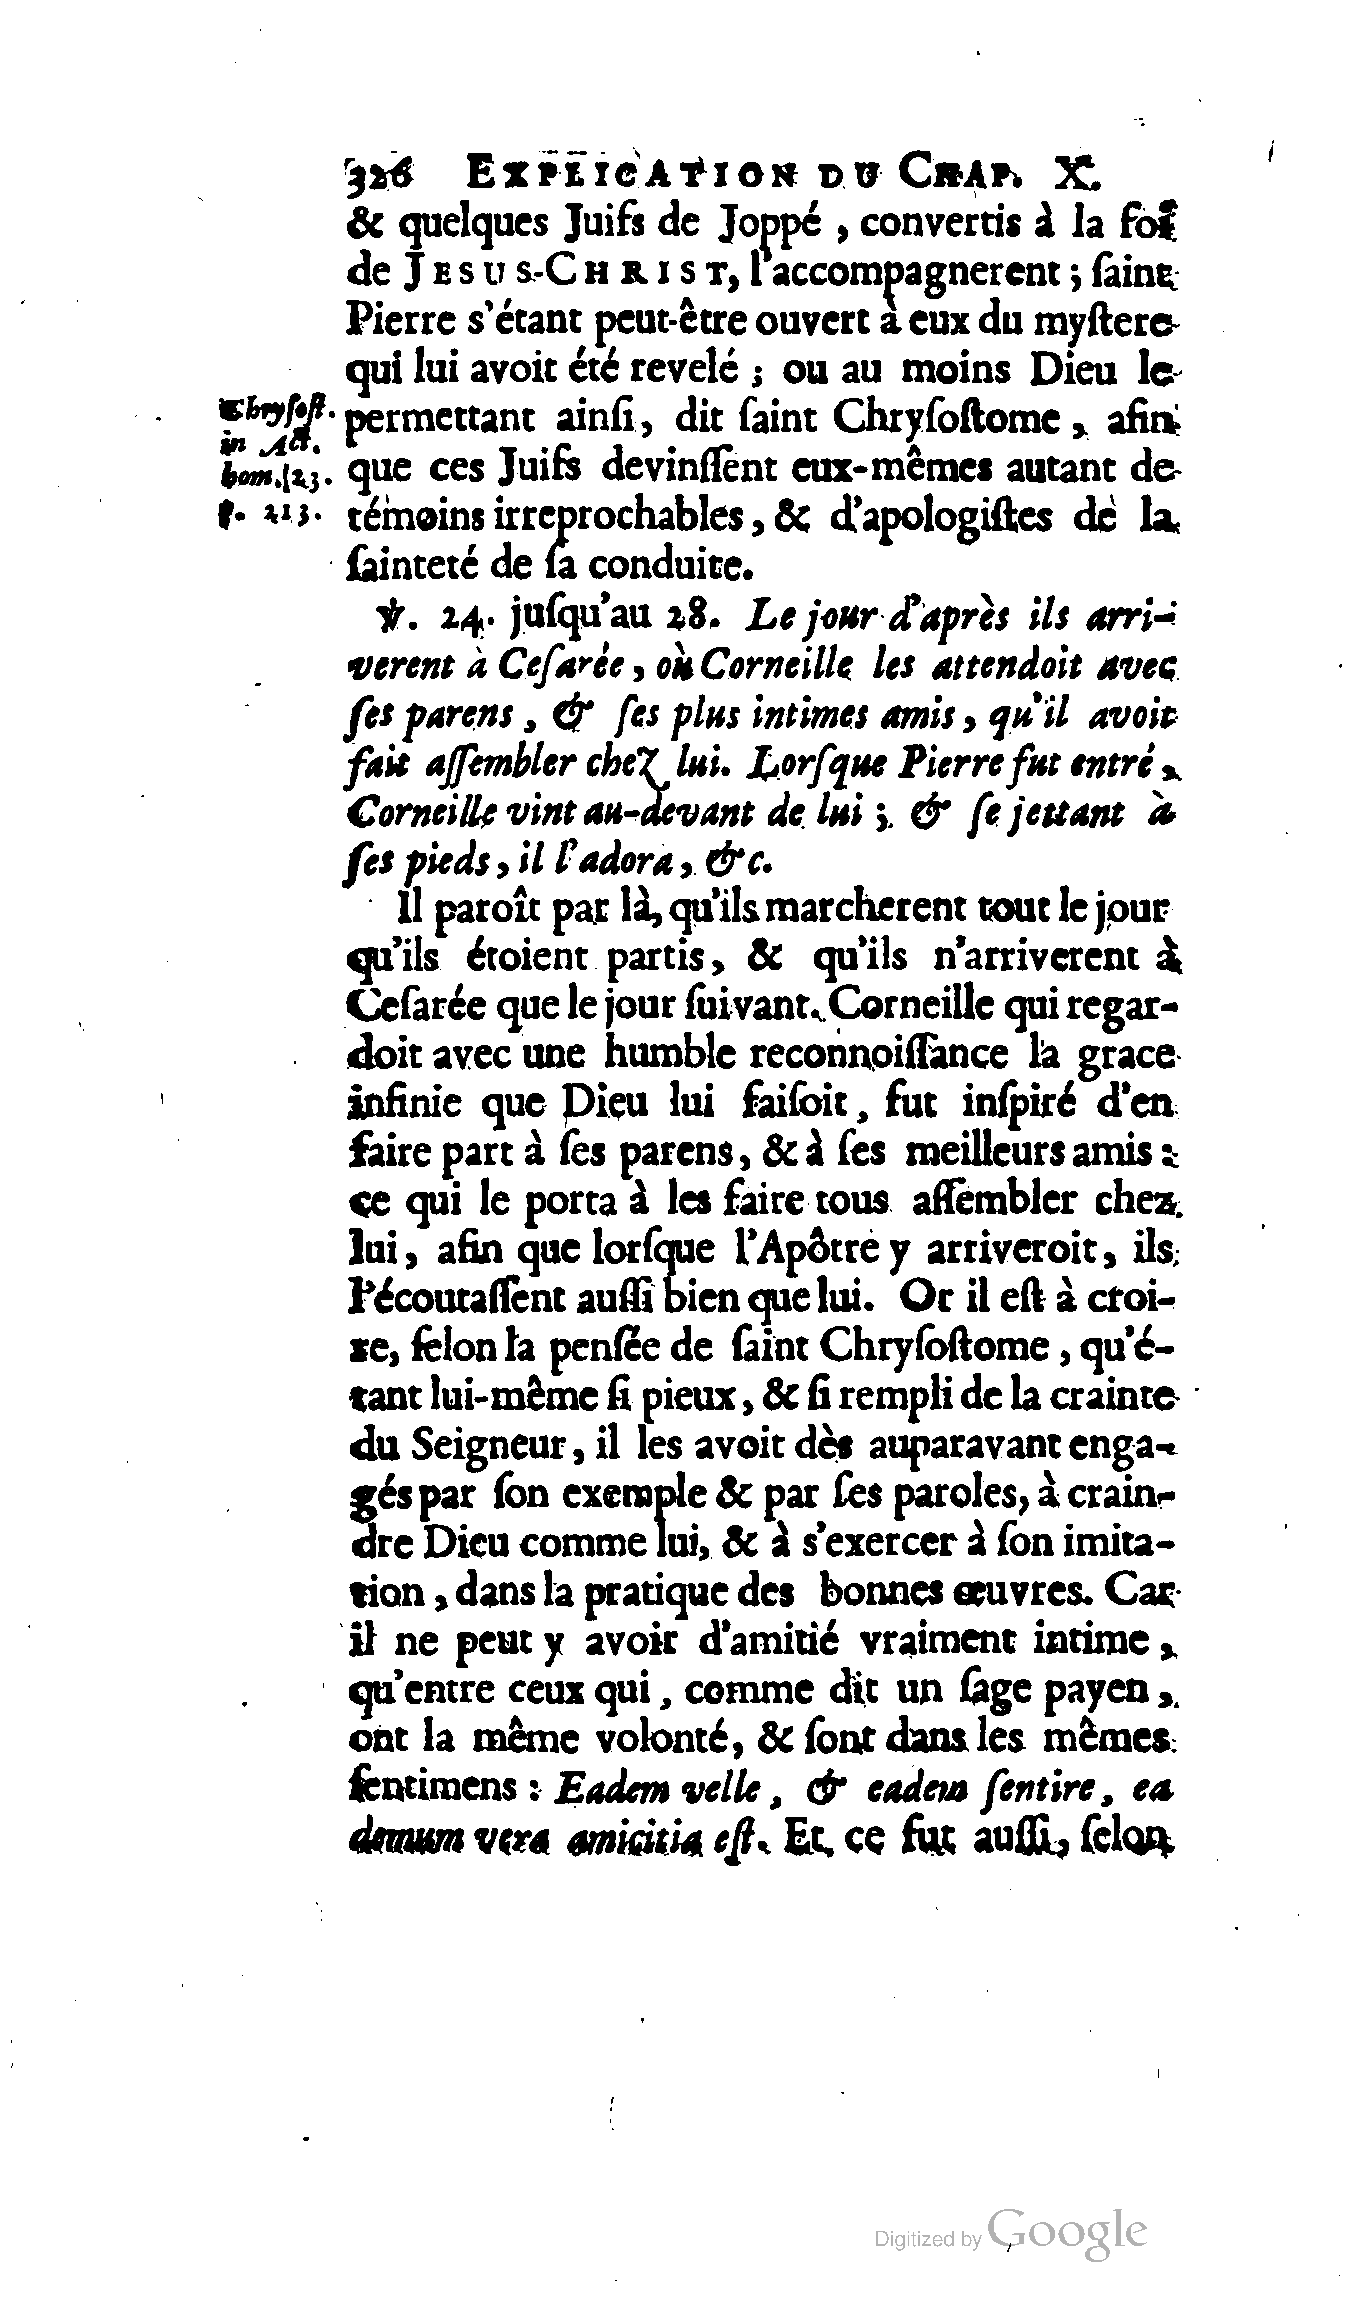 326 EXPLICATION DU CHAP. X.
& quelques Juifs de Joppé, convertis à la foi
de JESUS-CHRIST, l'accompagnerent ; ſaint
Pierre s'étant peut-être ouvert à eux du myſtere
qui lui avoit été revelé ; ou au moins Dieu le
Chryſoſt.
in Act.
hom. 23.
p. 213.
permettant ainſi, dit ſaint Chryſoſtome, afin
que ces Juifs devinſſent eux-mêmes autant de
témoins irreprochables, & d'apologiſtes de la
ſainteté de ſa conduite.
℣. 24. juſqu'au 28. Le jour d'après ils arri-
verent à Ceſarée, où Corneille les attendoit avec
ſes parens, & ſes plus intimes amis, qu'il avoit
fait aſſembler chez lui. Lorſque Pierre fut entré,
Corneille vint au-devant de lui ; & ſe jettant à
ſes pieds, il l'adora, &c.
Il paroît par là, qu'ils marcherent tout le jour
qu'ils étoient partis, & qu'ils n'arriverent à
Ceſarée que le jour ſuivant. Corneille qui regar-
doit avec une humble reconnoiſſance la grace
infinie que Dieu lui faiſoit, fut inſpiré d'en
faire part à ſes parens, & à ſes meilleurs amis :
ce qui le porta à les faire tous aſſembler chez
lui, afin que lorſque l'Apôtre y arriveroit, ils
l'écoutaſſent auſſi bien que lui. Or il eſt à croi-
re, ſelon la penſée de ſaint Chryſoſtome, qu'é-
tant lui-même ſi pieux, & ſi rempli de la crainte
du Seigneur, il les avoit dès auparavant enga-
gés par ſon exemple & par ſes paroles, à crain-
dre Dieu comme lui, & à s'exercer à ſon imita-
tion, dans la pratique des bonnes œuvres. Car
il ne peut y avoir d'amitié vraiment intime,
qu'entre ceux qui, comme dit un ſage payen,
ont la même volonté, & ſont dans les mêmes
ſentimens : Eadem velle, & eadem ſentire, ea
demum vera amicitia eſt. Et ce fut auſſi, ſelon
Digitized by Google